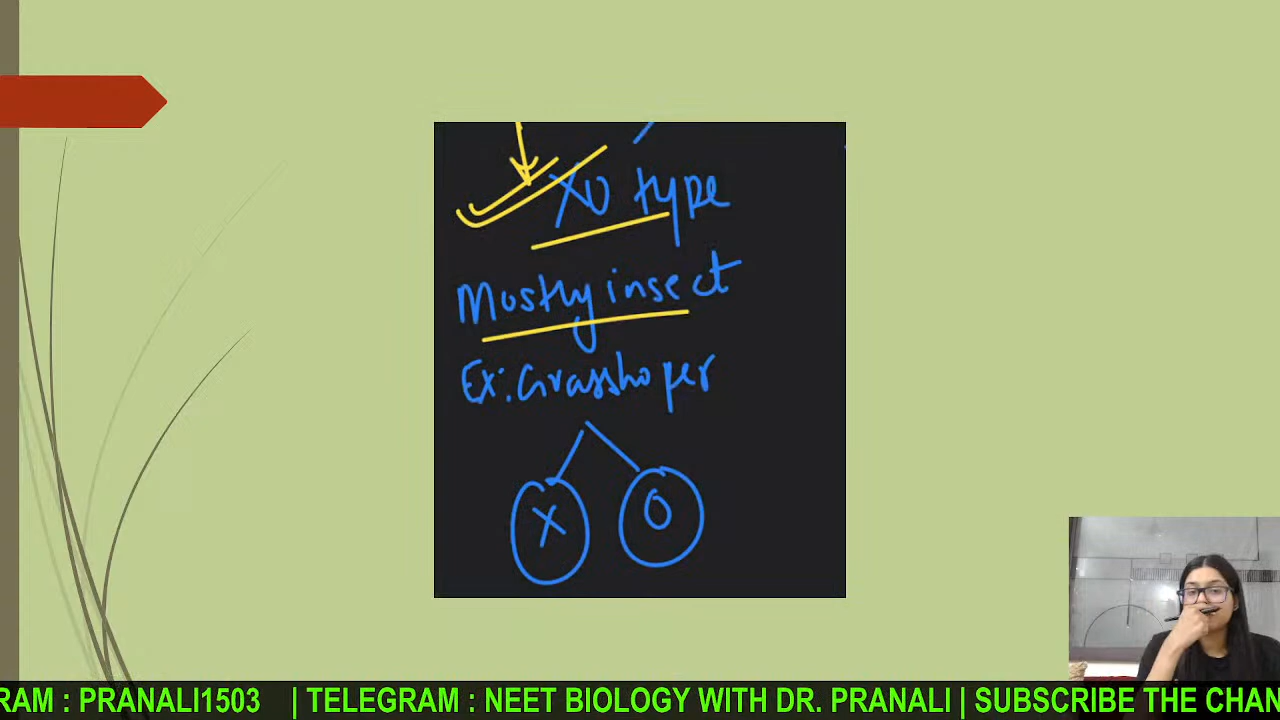 XO type
Mostly insect
Ex:. Grasshoper
X O
RAM : PRANALI1503 | TELEGRAM : NEET BIOLOGY WITH DR. PRANALI | SUBSCRIBE THE CHAN